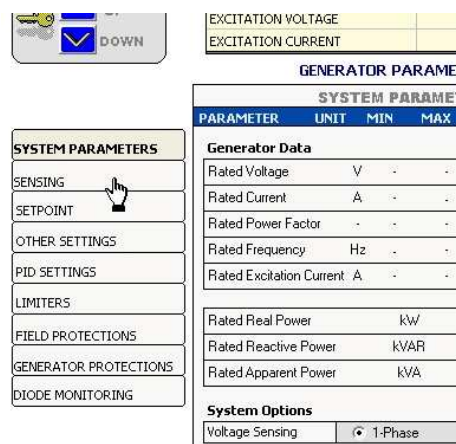 EXCITATION VOLTAGE
DOWN
EXCITATION CURRENT
GENERATOR
SYSTEM
PARAMETER UNIT MIN MAX
SYSTEM PARAMETERS
SENSING
SETPOINT
OTHER SETTINGS
PID SETTINGS
LIMITERS
FIELD PROTECTIONS
GENERATOR PROTECTIONS
DIODE MONITORING
Generator Data
Rated Voltage V - -
Rated Current A - -
Rated Power Factor - - -
Rated Frequency Hz - -
Rated Excitation Current A - -
Rated Real Power kW
Rated Reactive Power kVAR
Rated Apparent Power kVA
System Options
Voltage Sensing 1-Phase